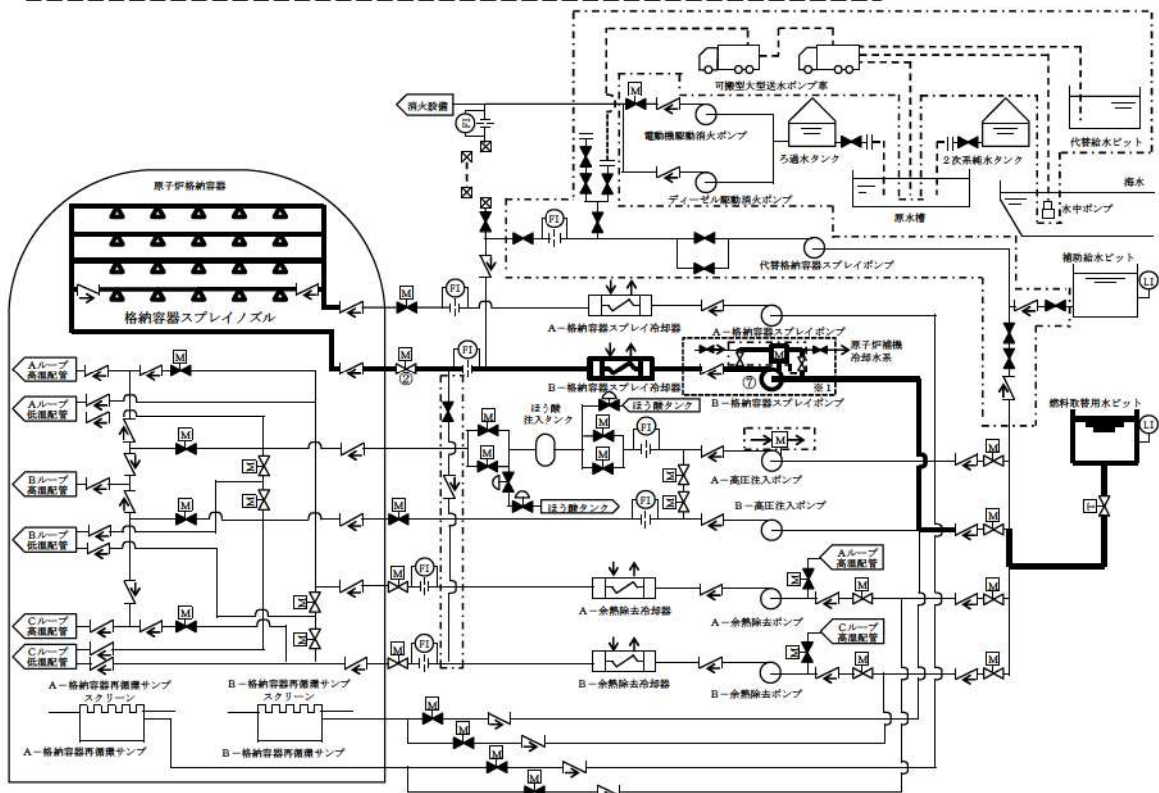 可搬型大型送水ポンプ車
M
消火設備
FI
電動機駆動消火ポンプ
ろ過水タンク
2次系純水タンク
代替給水ピット
海水
原子炉格納容器
ディーゼル駆動消火ポンプ
原水槽
水中ポンプ
FI
代替格納容器スプレイポンプ
補助給水ピット
LI
M
FI
格納容器スプレイノズル
A-格納容器スプレイ冷却器
A-格納容器スプレイポンプ
原子炉補機
冷却水系
M
FI
M
②
⑦
※1
B-格納容器スプレイ冷却器
B-格納容器スプレイポンプ
燃料取替用水ピット
LI
Aループ
高温配管
M
ほう酸
注入タンク
ほう酸タンク
Aループ
低温配管
M
M
FI
M
M
M
M
M
M
A-高圧注入ポンプ
T
Bループ
高温配管
M
M
M
FI
ほう酸タンク
B-高圧注入ポンプ
M
M
Bループ
低温配管
Aループ
高温配管
M
FI
M
M
M
M
A-余熱除去冷却器
A-余熱除去ポンプ
Cループ
高温配管
M
M
Cループ
高温配管
Cループ
低温配管
M
FI
M
M
M
B-余熱除去冷却器
B-余熱除去ポンプ
A-格納容器再循環サンプ
スクリーン
B-格納容器再循環サンプ
スクリーン
M
M
A-格納容器再循環サンプ
B-格納容器再循環サンプ
M
M